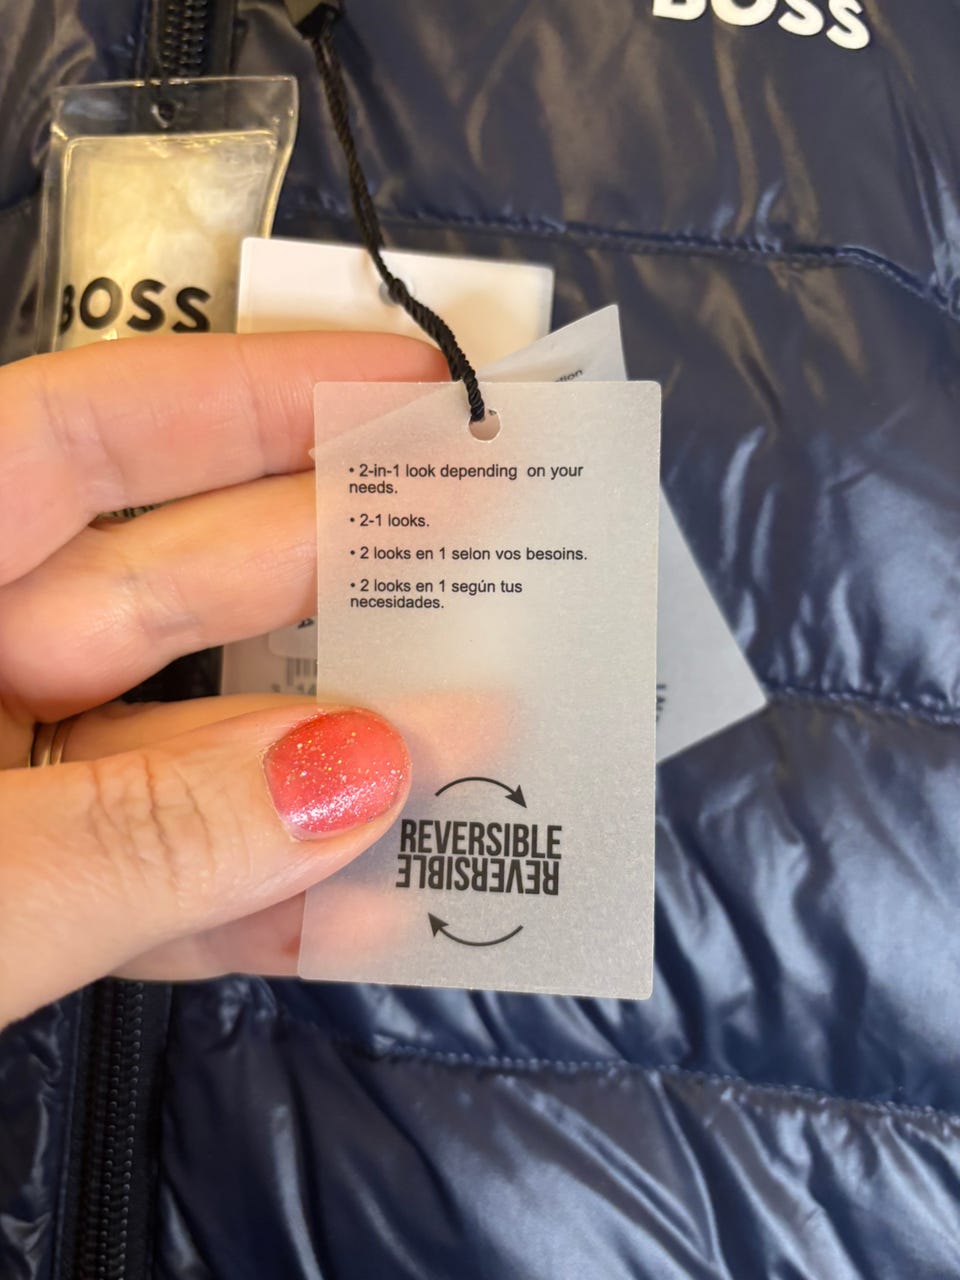 BOSS
BOSS
• 2-in-1 look depending  on your
needs.
• 2-1 looks.
• 2 looks en 1 selon vos besoins.
• 2 looks en 1 según tus
necesidades.
REVERSIBLE
REVERSIBLE